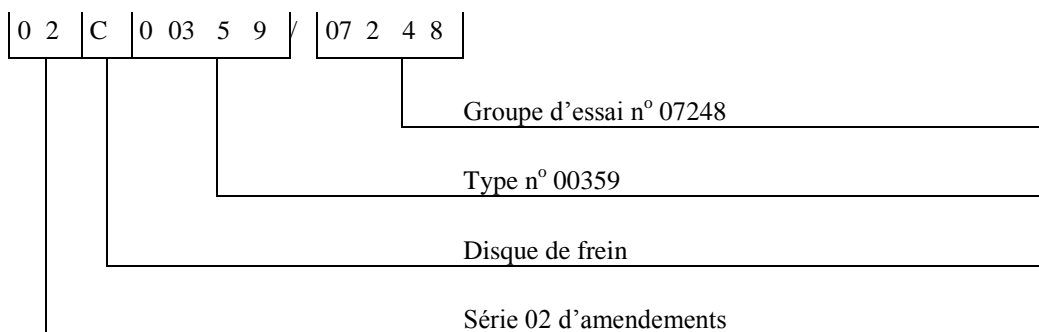 0 2 C 0 03 5 9 / 07 2 4 8
Groupe d'essai nº 07248
Type nº 00359
Disque de frein
Série 02 d'amendements